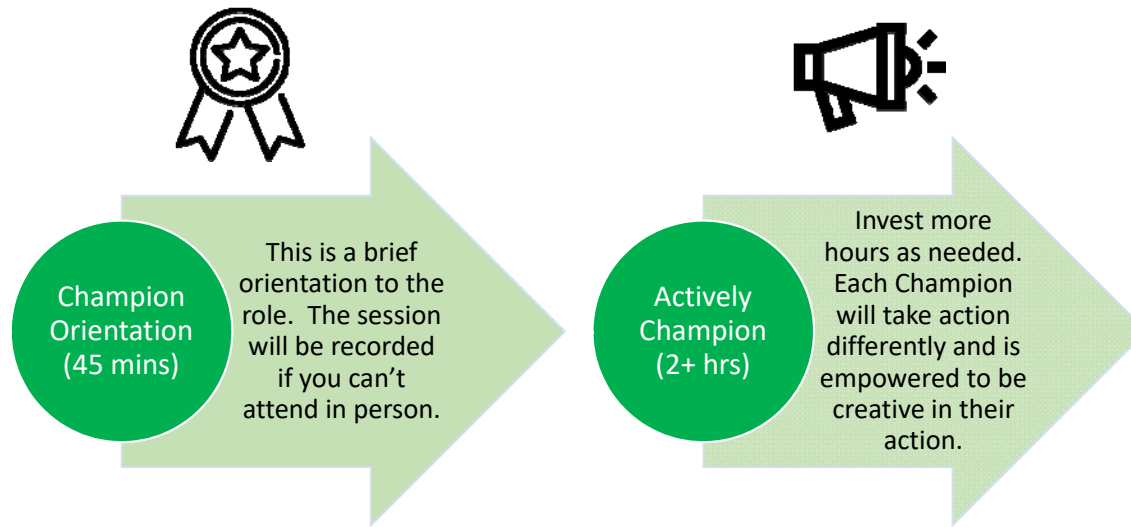 Champion
Orientation
(45 mins)
This is a brief
orientation to the
role.  The session
will be recorded
if you can’t
attend in person.
Actively
Champion
(2+ hrs)
Invest more
hours as needed.
Each Champion
will take action
differently and is
empowered to be
creative in their
action.